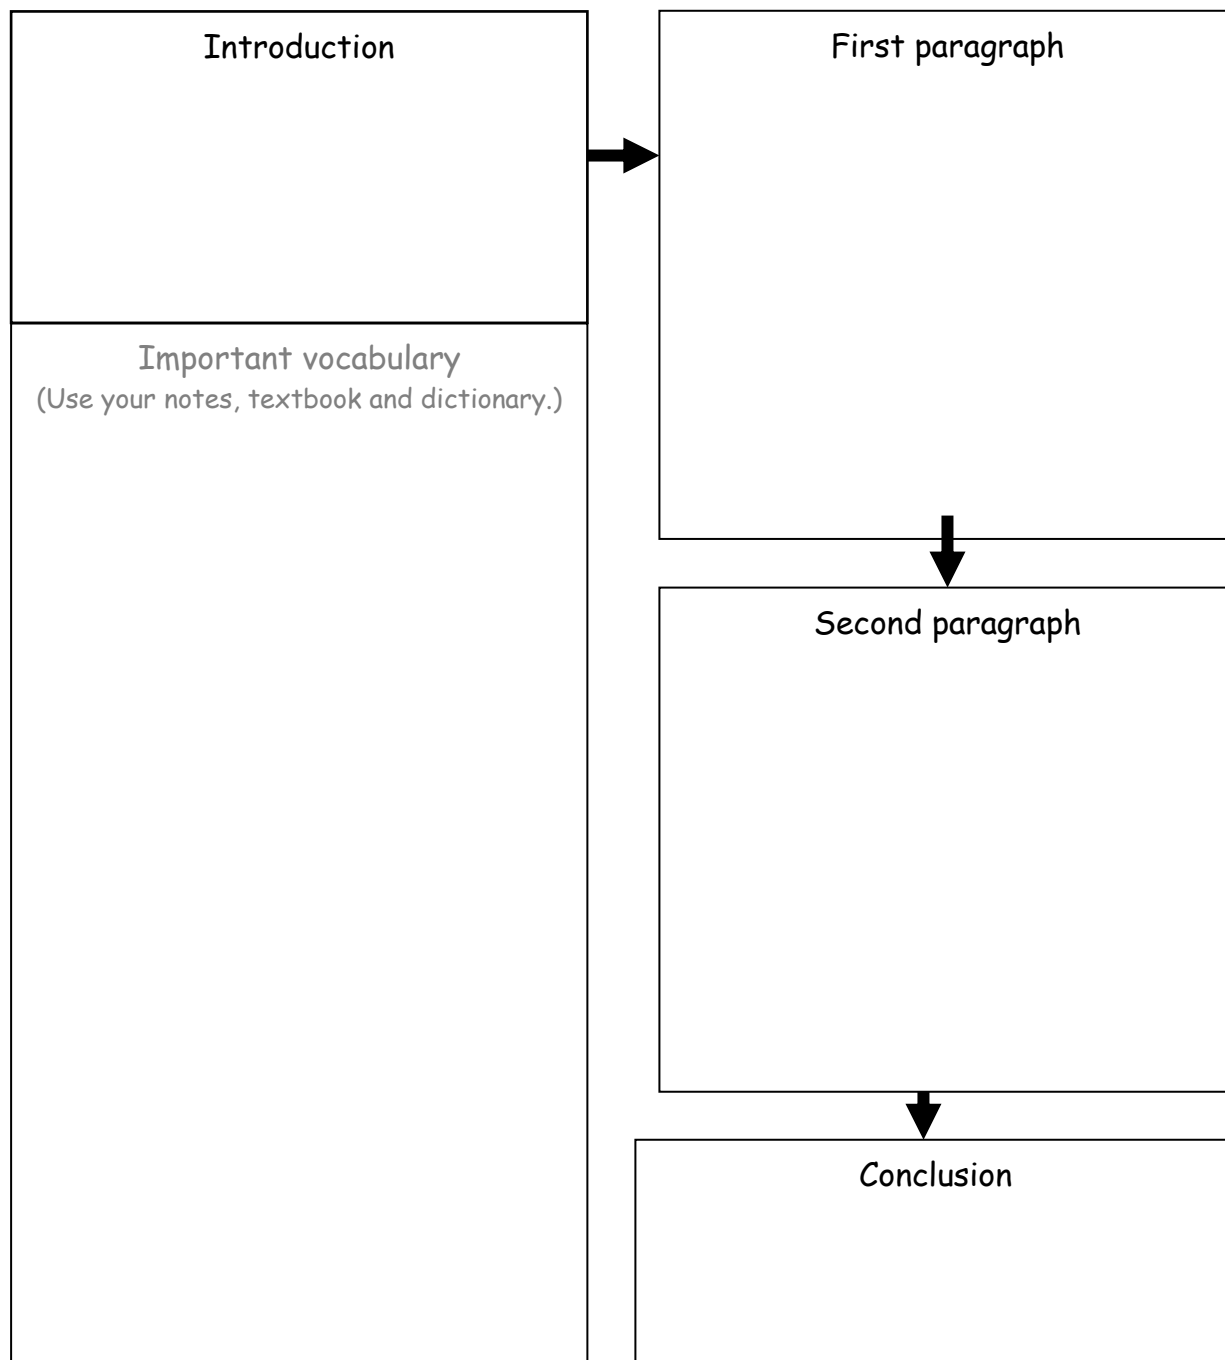 Introduction
Important vocabulary
(Use your notes, textbook and dictionary.)
First paragraph
Second paragraph
Conclusion